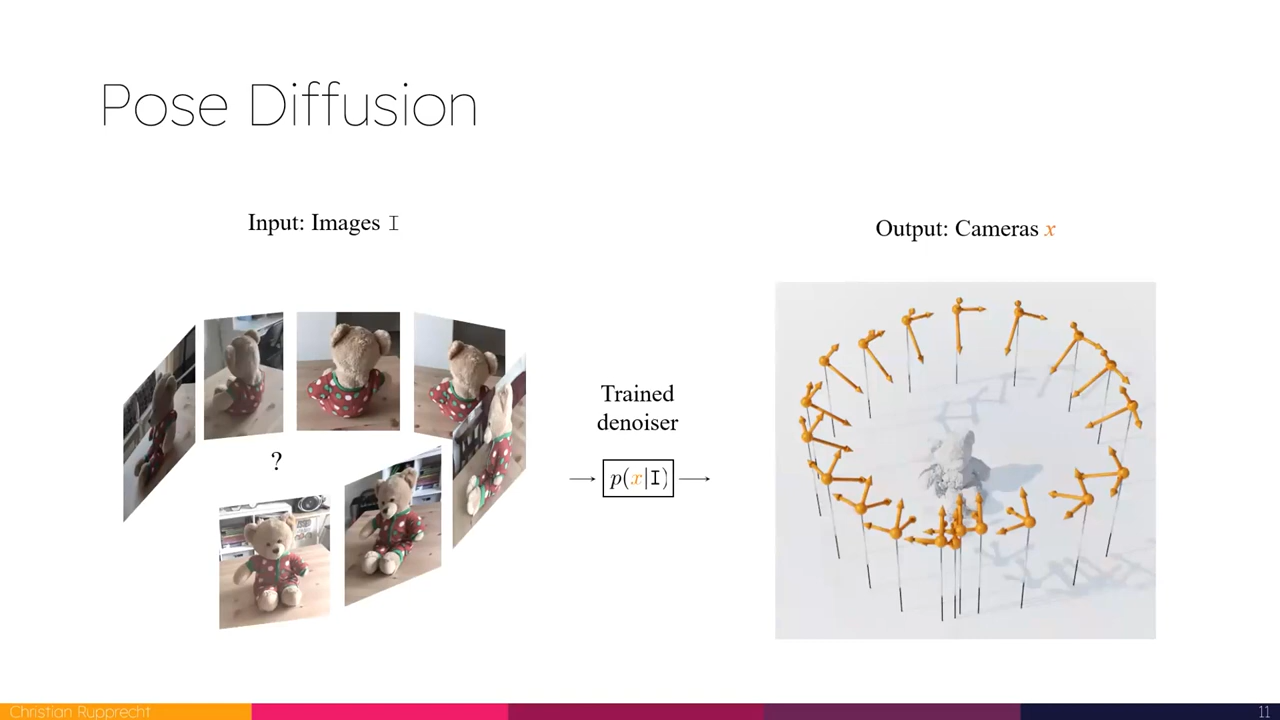 Pose Diffusion
Input: Images I
Output: Cameras x
?
Trained
denoiser
p(x|I)
Christian Rupprecht
11